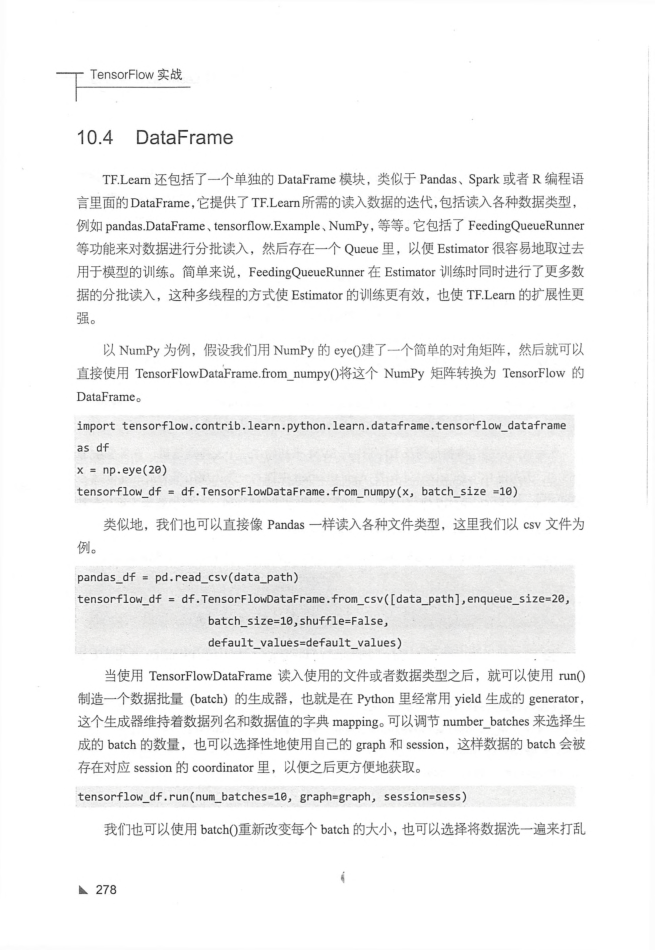 TensorFlow 实战
10.4 DataFrame
TF.Learn 还包括了一个单独的 DataFrame 模块，类似于 Pandas、Spark 或者 R 编程语
言里面的 DataFrame，它提供了 TF.Learn 所需的读入数据的迭代，包括读入各种数据类型，
例如 pandas.DataFrame、tensorflow.Example、NumPy，等等。它包括了 FeedingQueueRunner
等功能来对数据进行分批读入，然后存在一个 Queue 里，以便 Estimator 很容易地取过去
用于模型的训练。简单来说，FeedingQueueRunner 在 Estimator 训练时同时进行了更多数
据的分批读入，这种多线程的方式使 Estimator 的训练更有效，也使 TF.Learn 的扩展性更
强。
以 NumPy 为例，假设我们用 NumPy 的 eye()建了一个简单的对角矩阵，然后就可以
直接使用 TensorFlowDataFrame.from_numpy()将这个 NumPy 矩阵转换为 TensorFlow 的
DataFrame。
import tensorflow.contrib.learn.python.learn.dataframe.tensorflow_dataframe
as df
x = np.eye(20)
tensorflow_df = df.TensorFlowDataFrame.from_numpy(x, batch_size =10)
类似地，我们也可以直接像 Pandas 一样读入各种文件类型，这里我们以 csv 文件为
例。
pandas_df = pd.read_csv(data_path)
tensorflow_df = df.TensorFlowDataFrame.from_csv([data_path],enqueue_size=20,
batch_size=10,shuffle=False,
default_values=default_values)
当使用 TensorFlowDataFrame 读入使用的文件或者数据类型之后，就可以使用 run()
制造一个数据批量 (batch) 的生成器，也就是在 Python 里经常用 yield 生成的 generator，
这个生成器维持着数据列名和数据值的字典 mapping。可以调节 number_batches 来选择生
成的 batch 的数量，也可以选择性地使用自己的 graph 和 session，这样数据的 batch 会被
存在对应 session 的 coordinator 里，以便之后更方便地获取。
tensorflow_df.run(num_batches=10, graph=graph, session=sess)
我们也可以使用 batch()重新改变每个 batch 的大小，也可以选择将数据洗一遍来打乱
278